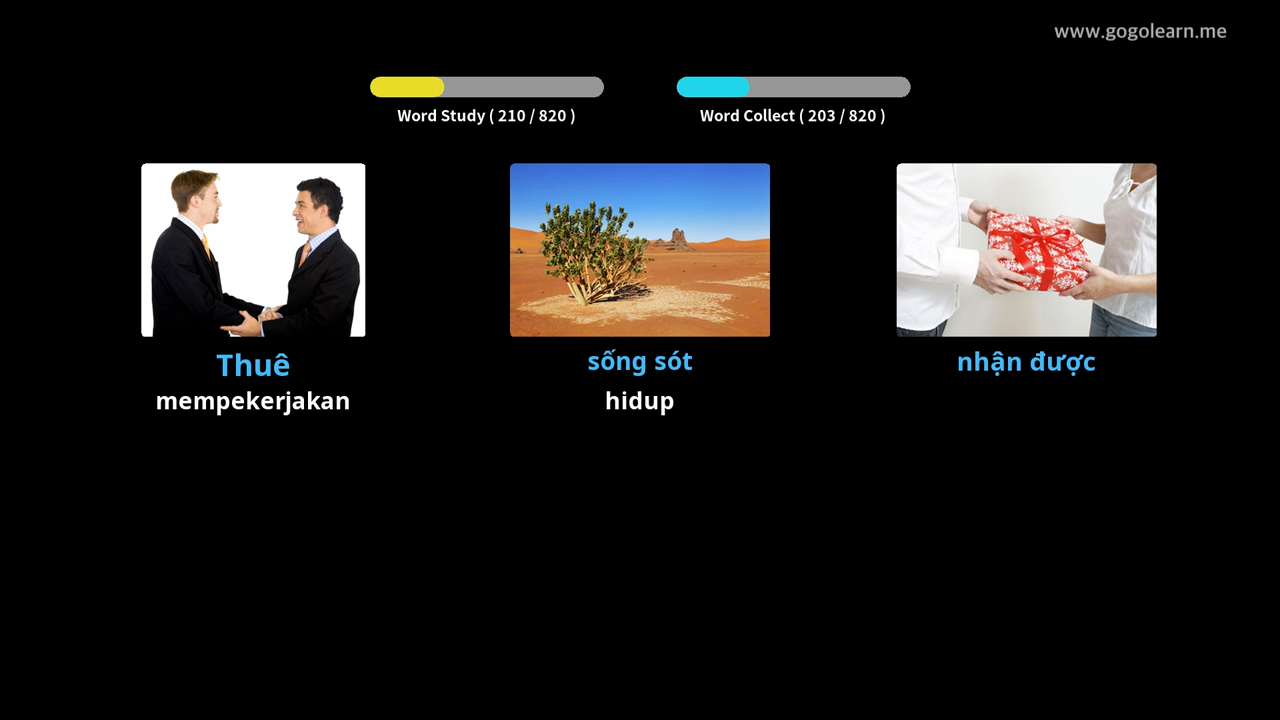 www.gogolearn.me
Word Study ( 210 / 820 )
Word Collect ( 203 / 820 )
Thuê
mempekerjakan
sống sót
hidup
nhận được